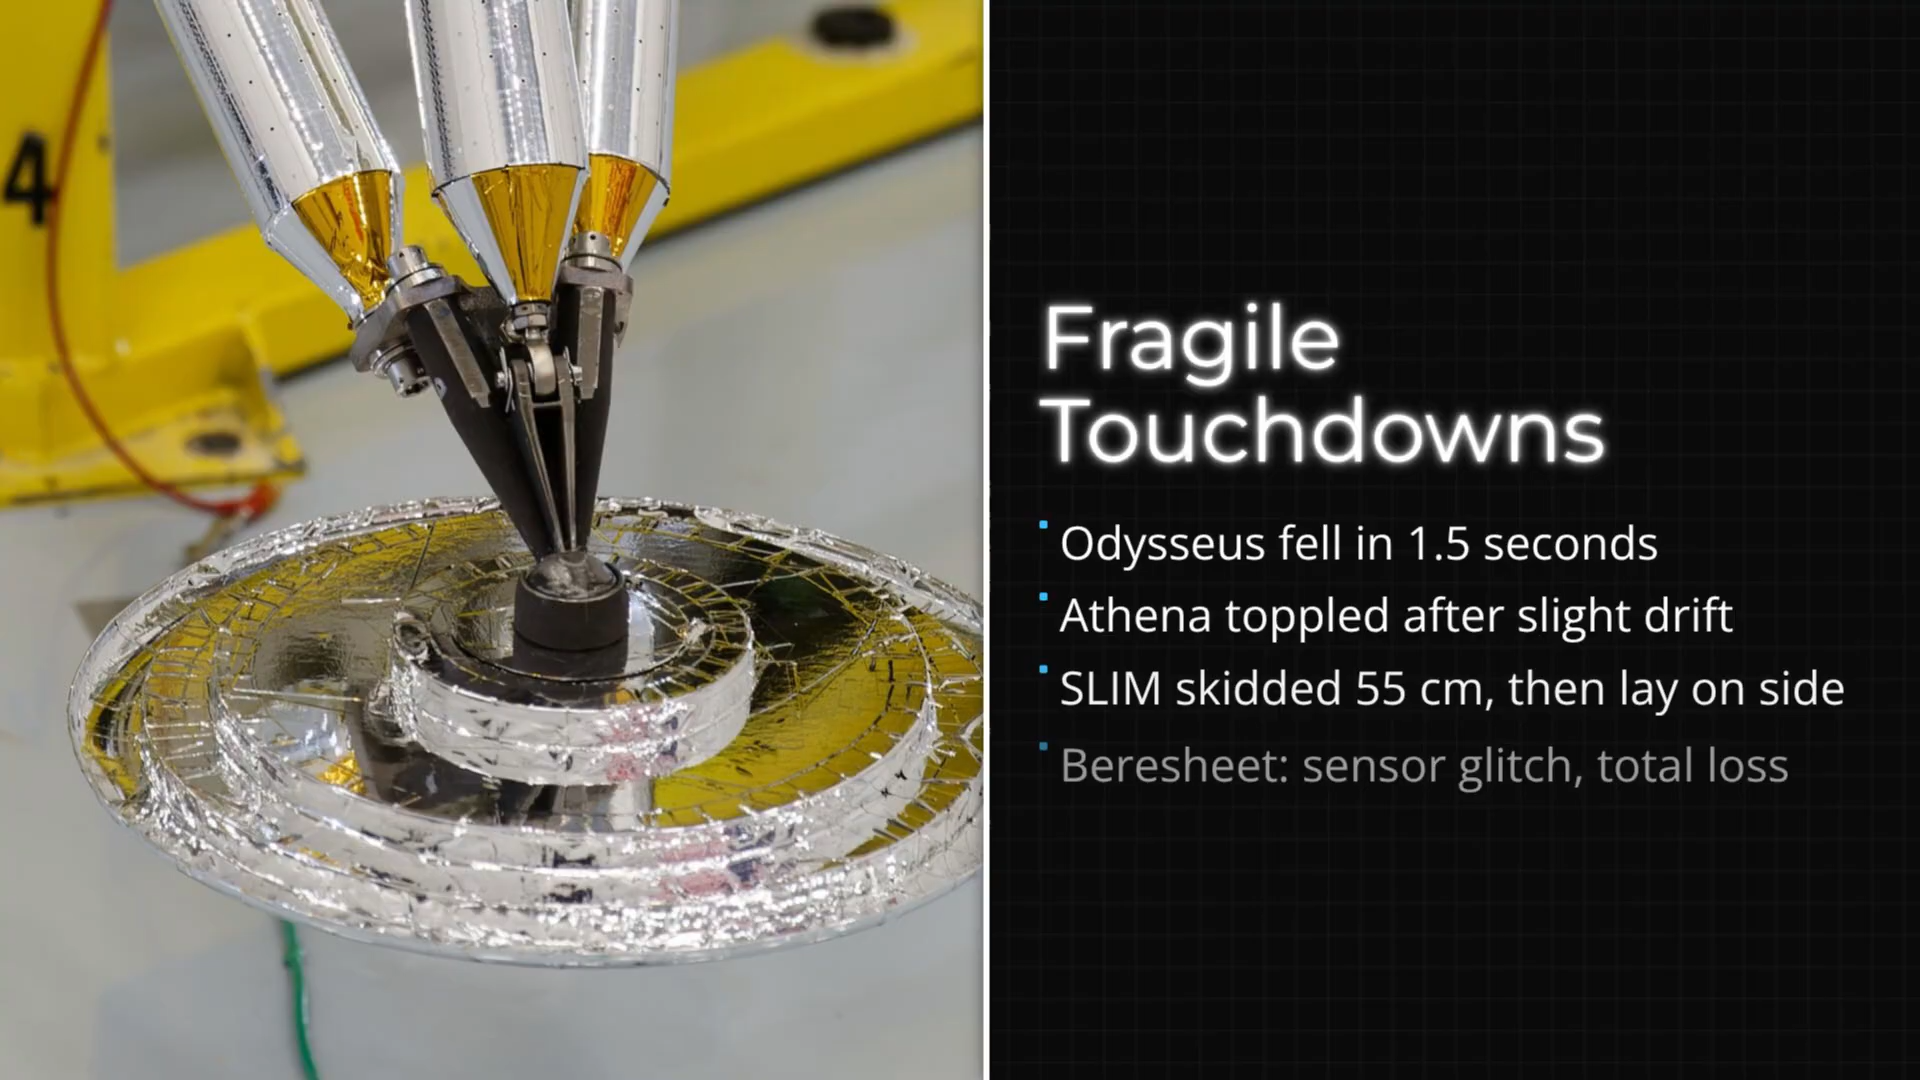 4
Fragile
Touchdowns
Odysseus fell in 1.5 seconds
Athena toppled after slight drift
SLIM skidded 55 cm, then lay on side
Beresheet: sensor glitch, total loss